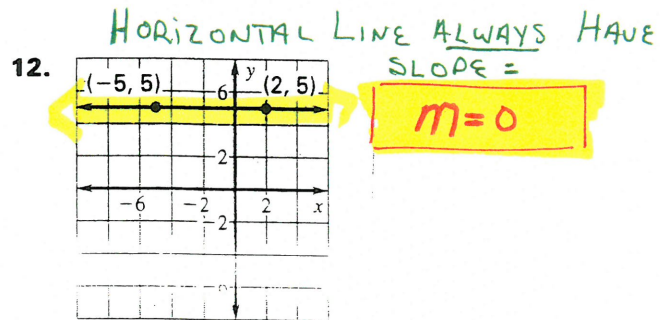 HORIZONTAL LINE ALWAYS HAVE
SLOPE =
12.
y
(-5, 5)
(2, 5)
6
m=0
2
-6
-2
2
x
-2